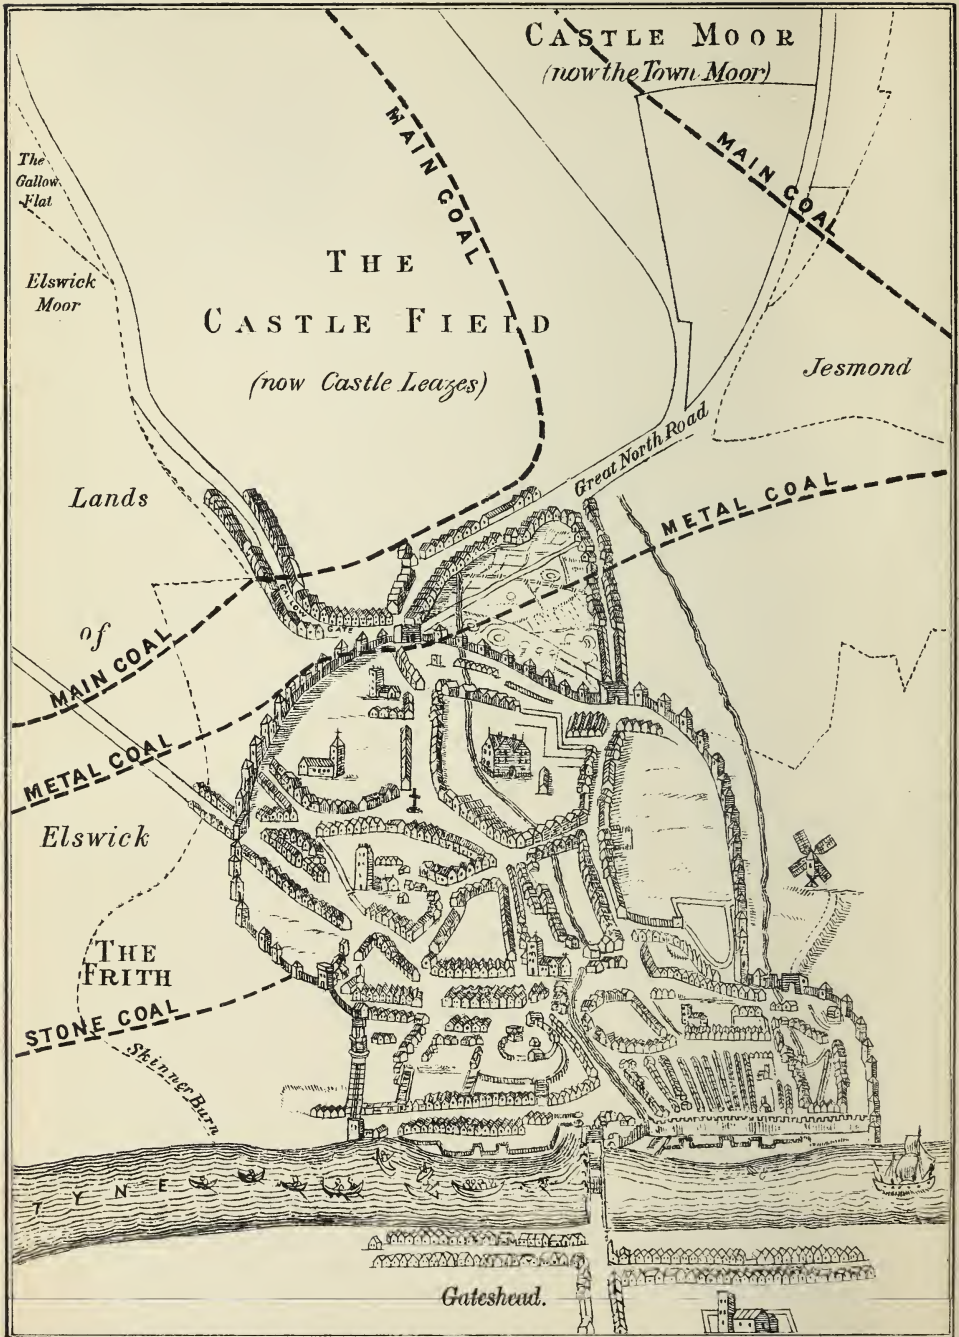 CASTLE MOOR
(now the Town Moor)
MAIN COAL
MAIN COAL
The
Gallow
Flat
Elswick
Moor
THE
CASTLE FIELD
(now Castle Leazes)
Jesmond
Great North Road
METAL COAL
Lands
GALLOW
GATE
of
MAIN COAL
METAL COAL
Elswick
THE
FRITH
STONE COAL
Skinner Burn
TYNE
Gateshead.